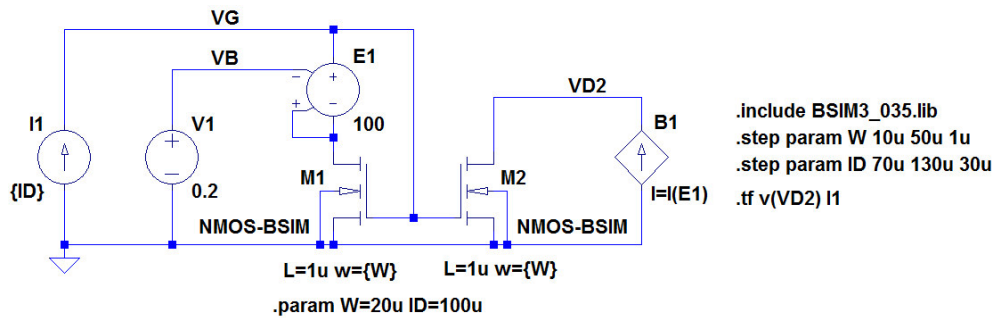 VG
VB
E1
VD2
I1
V1
B1
.include BSIM3_035.lib
.step param W 10u 50u 1u
.step param ID 70u 130u 30u
.tf v(VD2) I1
{ID}
0.2
100
M1
M2
I=I(E1)
NMOS-BSIM
NMOS-BSIM
L=1u w={W}
L=1u w={W}
.param W=20u ID=100u